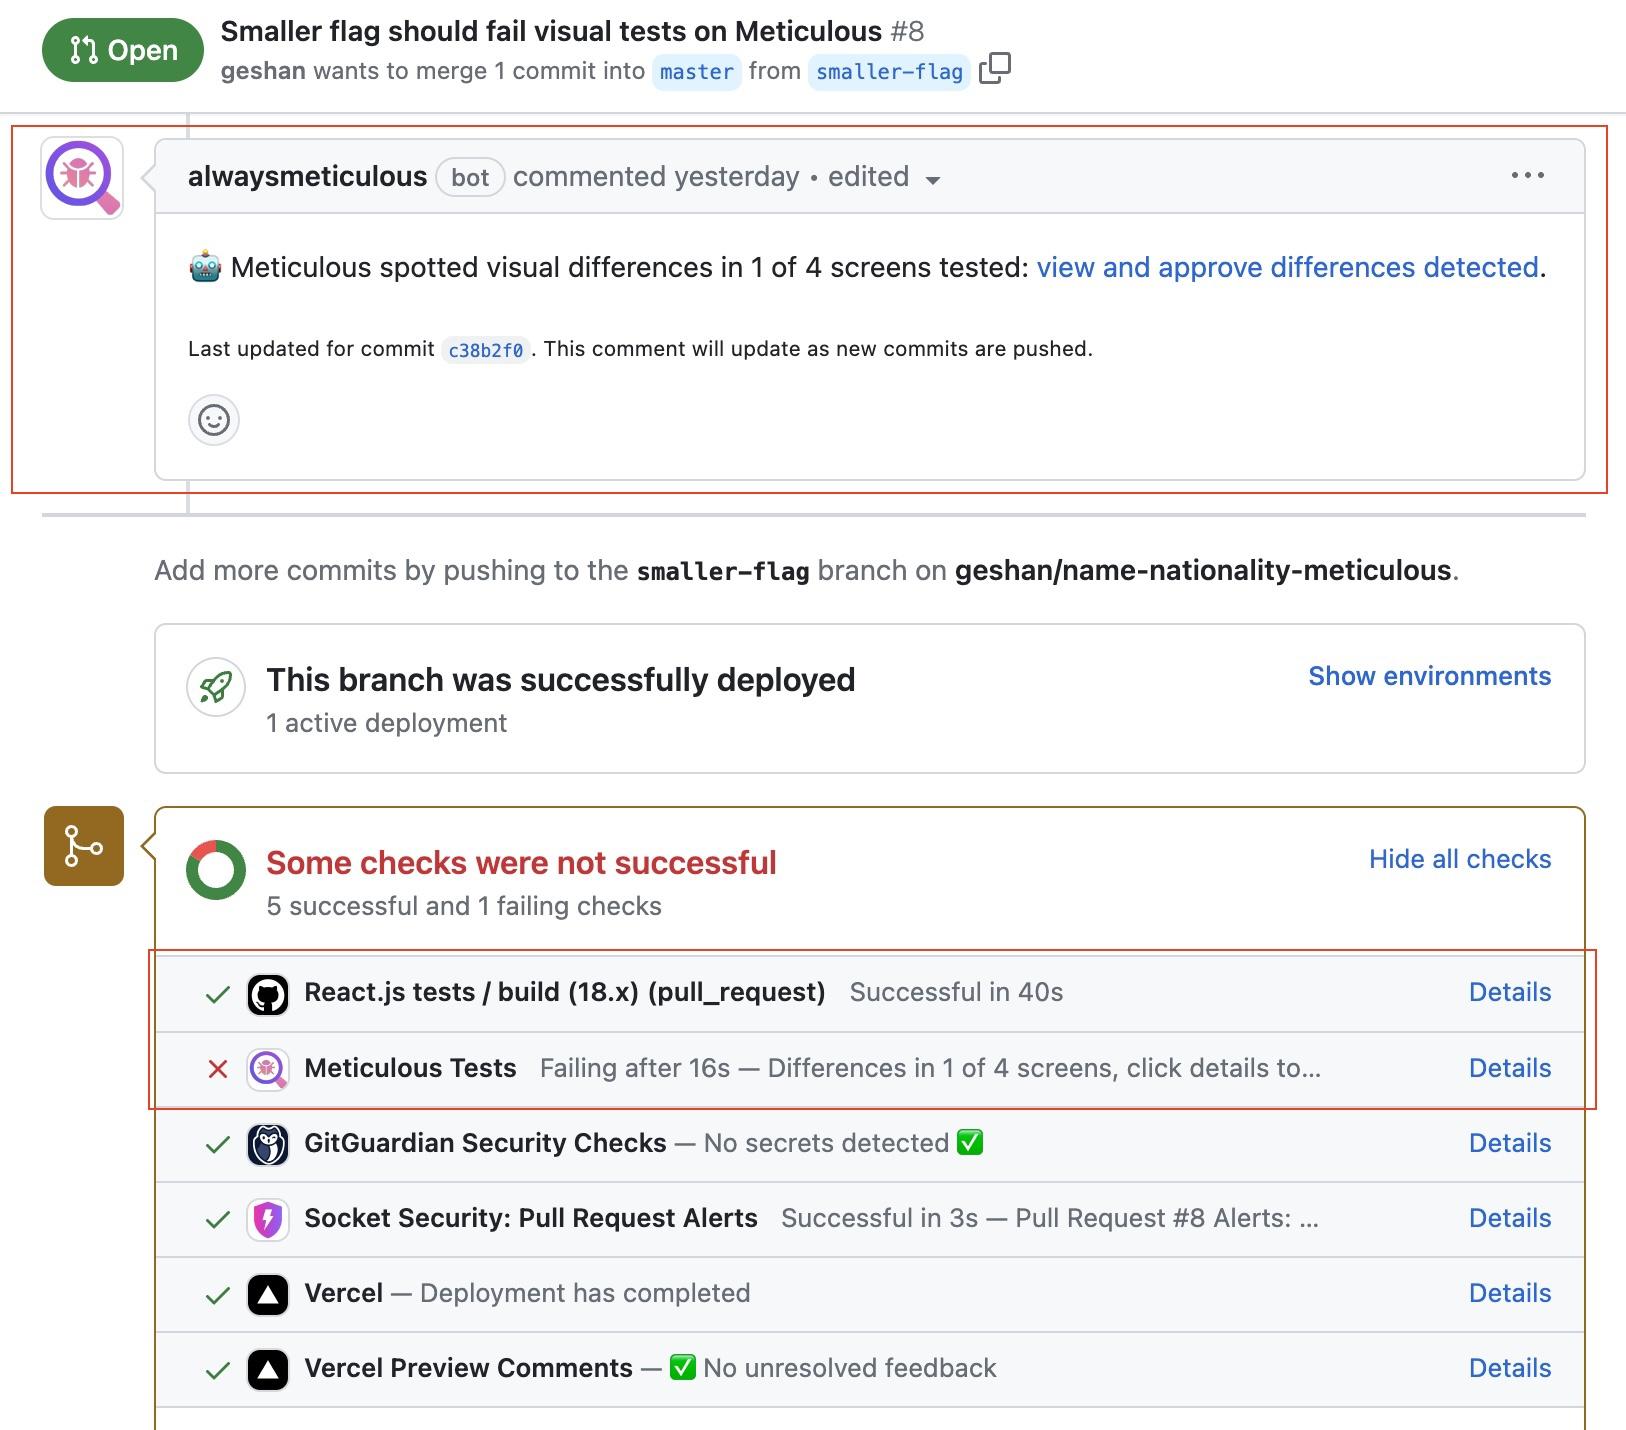 Open
Smaller flag should fail visual tests on Meticulous #8
geshan wants to merge 1 commit into master from smaller-flag
alwaysmeticulous bot commented yesterday • edited
🤖 Meticulous spotted visual differences in 1 of 4 screens tested: view and approve differences detected.
Last updated for commit c38b2f0. This comment will update as new commits are pushed.
Add more commits by pushing to the smaller-flag branch on geshan/name-nationality-meticulous.
This branch was successfully deployed
Show environments
1 active deployment
Some checks were not successful
Hide all checks
5 successful and 1 failing checks
React.js tests / build (18.x) (pull_request) Successful in 40s Details
Meticulous Tests Failing after 16s — Differences in 1 of 4 screens, click details to... Details
GitGuardian Security Checks — No secrets detected ✅ Details
Socket Security: Pull Request Alerts Successful in 3s — Pull Request #8 Alerts: ... Details
Vercel — Deployment has completed Details
Vercel Preview Comments — ✅ No unresolved feedback Details